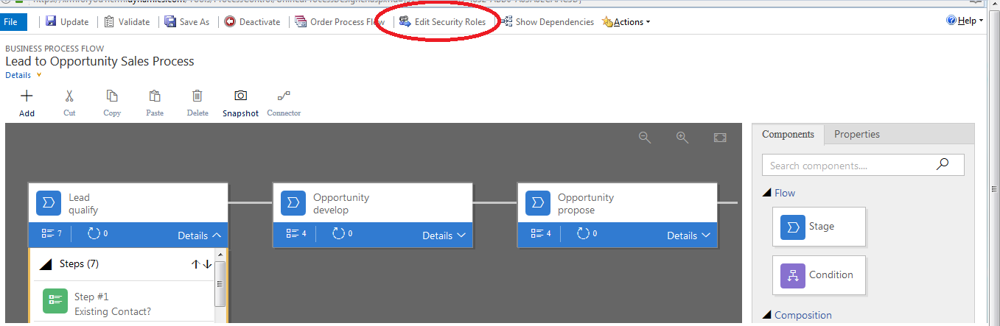 File Update Validate Save As Deactivate Order Process Flow Edit Security Roles Show Dependencies Actions Help
BUSINESS PROCESS FLOW
Lead to Opportunity Sales Process
Details
Add Cut Copy Paste Delete Snapshot Connector
Components Properties
Search components....
Flow
Lead
qualify
Opportunity
develop
Opportunity
propose
7 0 Details
4 0 Details
4 0 Details
Stage
Steps (7)
Condition
Step #1
Existing Contact?
Composition